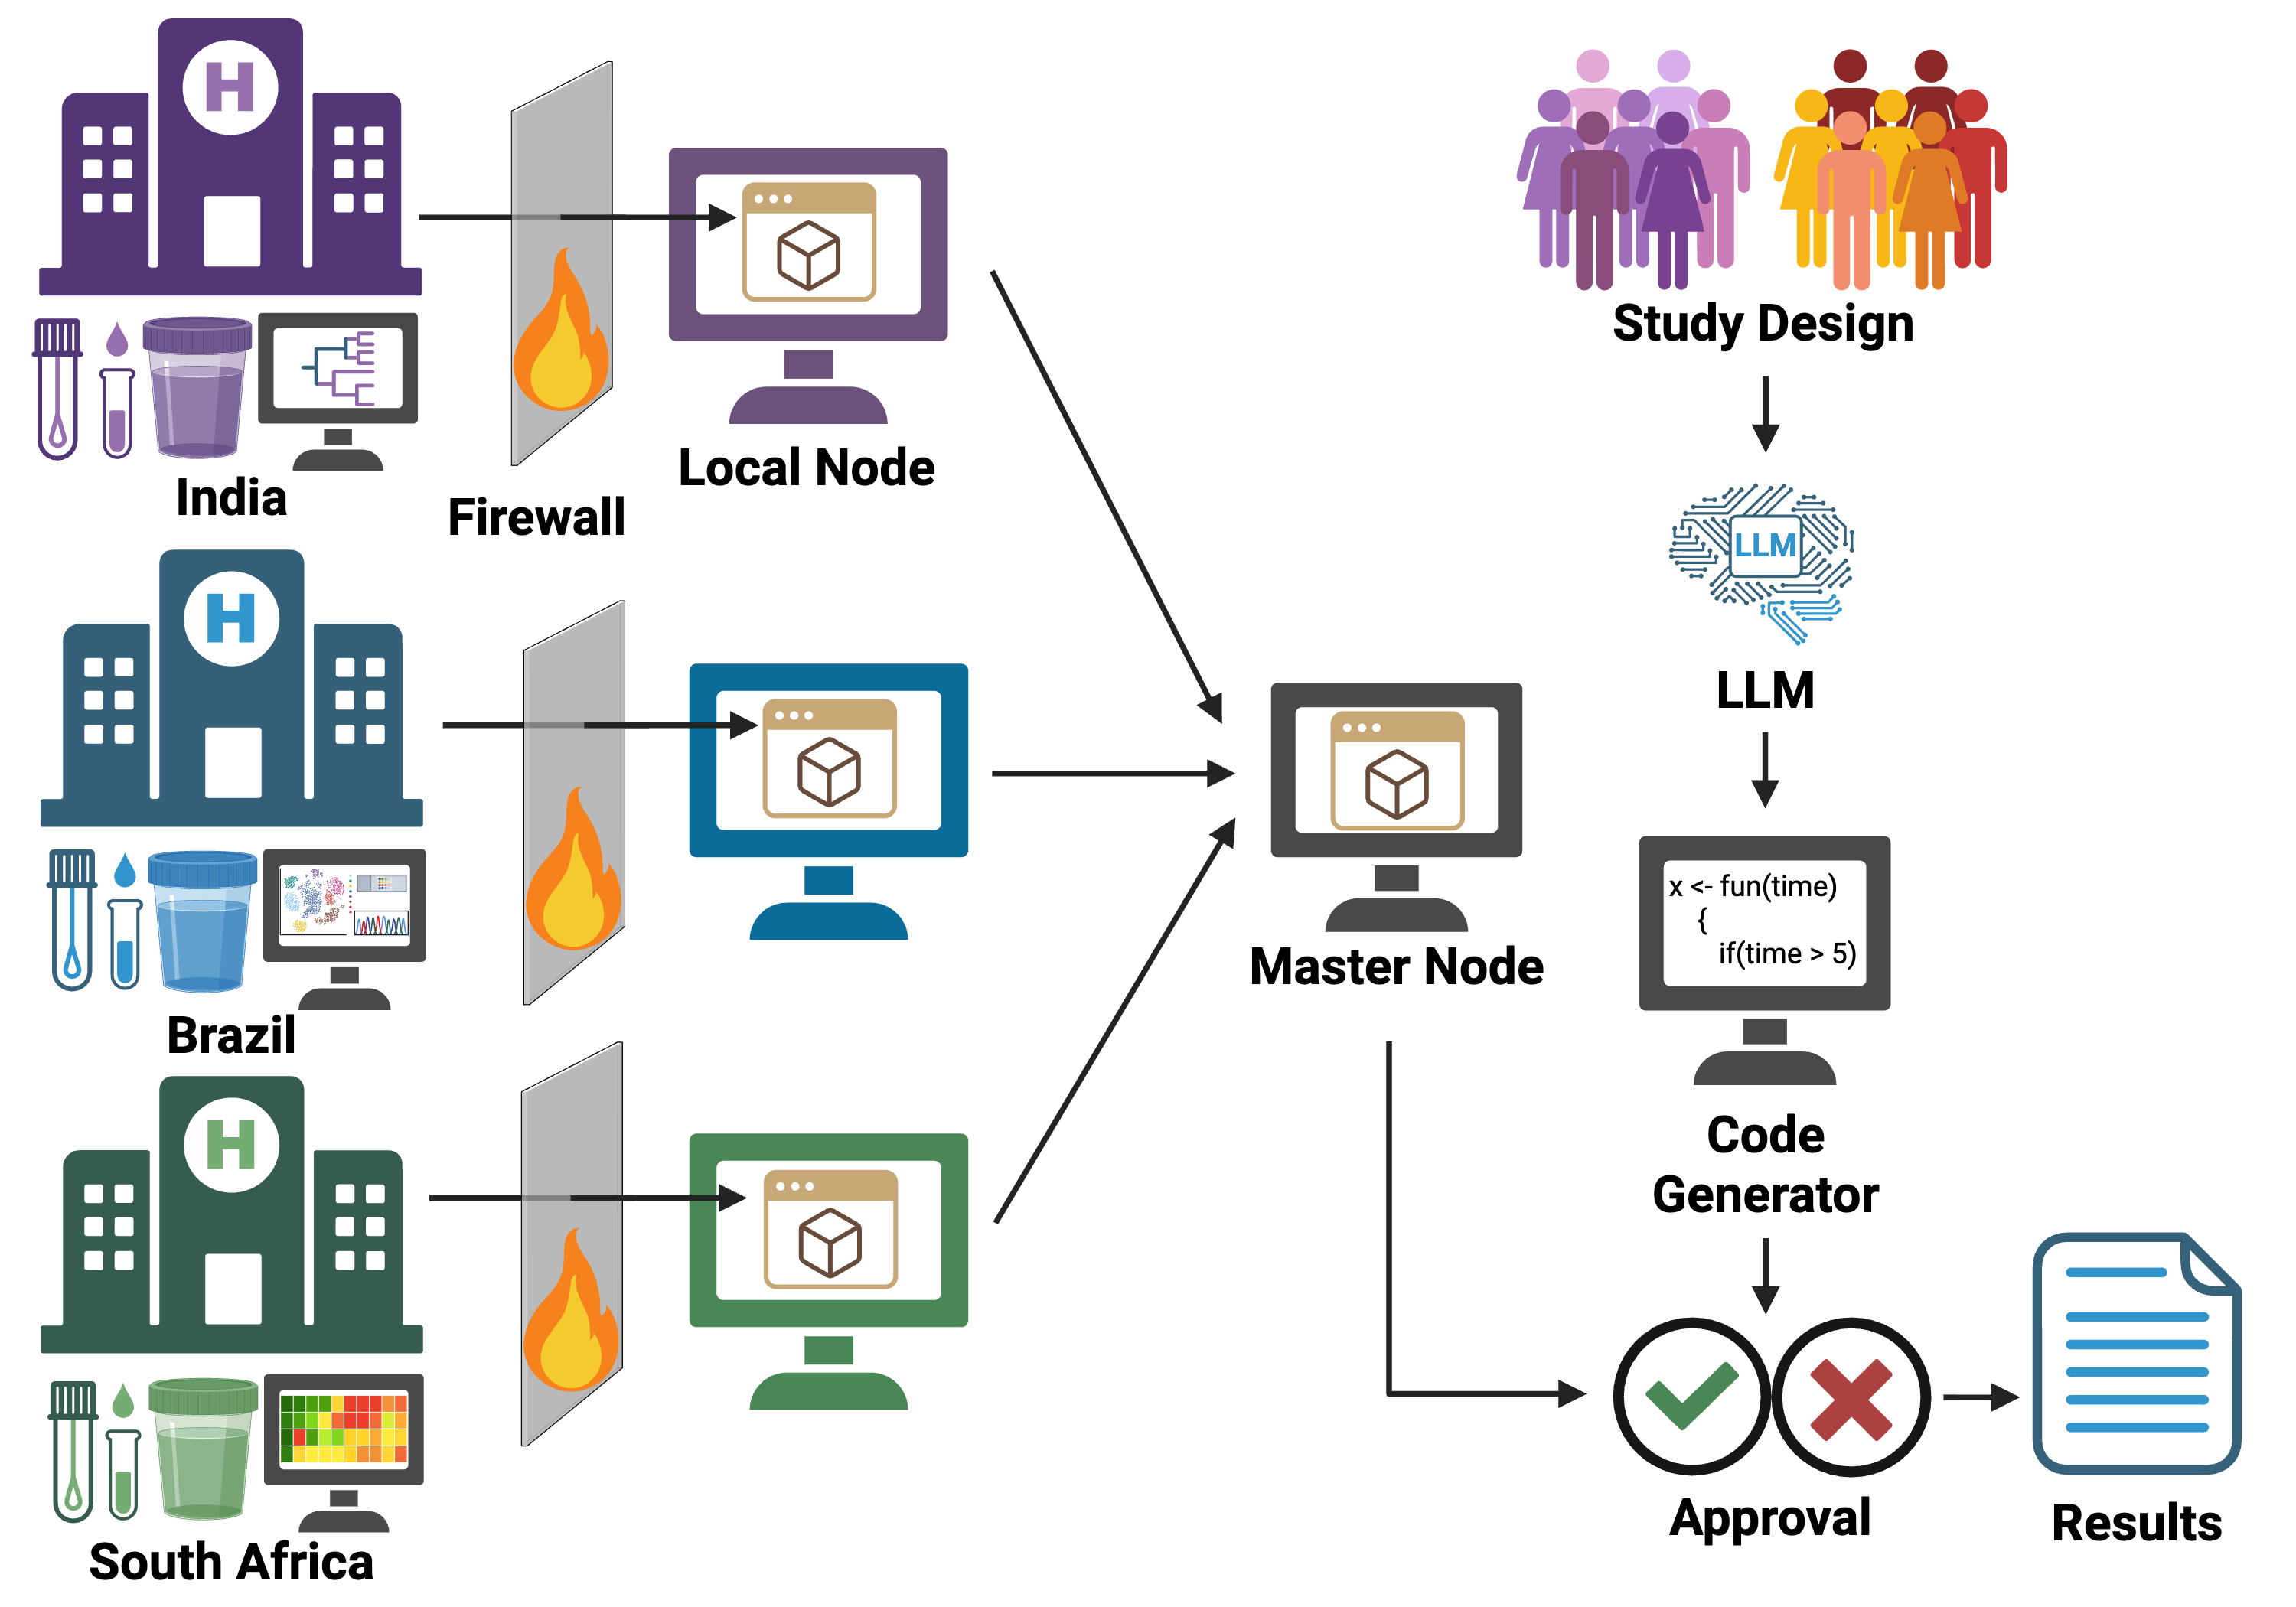 H
India
Firewall
Local Node
H
Brazil
H
South Africa
Master Node
Study Design
LLM
LLM
x <- fun(time)
{
if(time > 5)
Code
Generator
Approval
Results